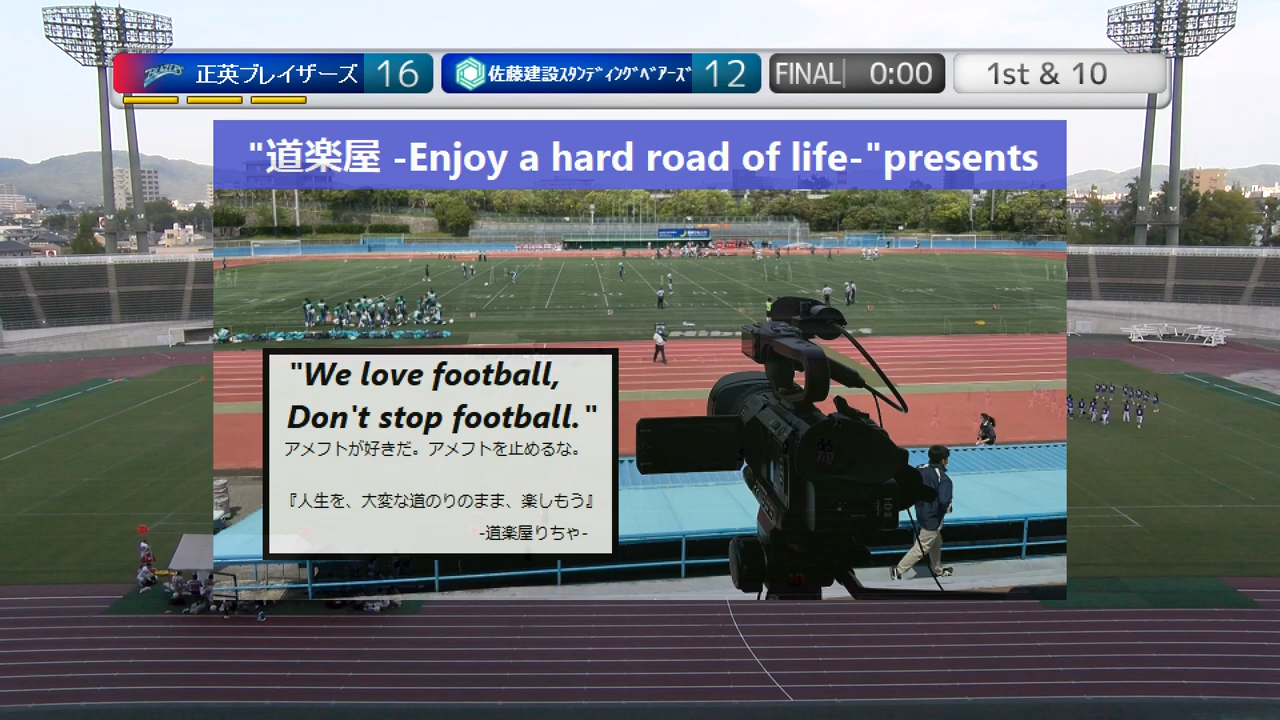 正英ブレイザーズ 16 佐藤建設ｽﾀﾝﾃﾞｨﾝｸﾞﾍﾞｱｰｽﾞ 12 FINAL 0:00 1st & 10
"道楽屋 -Enjoy a hard road of life-"presents
"We love football,
Don't stop football."
アメフトが好きだ。アメフトを止めるな。
『人生を、大変な道のりのまま、楽しもう』
-道楽屋りちゃ-